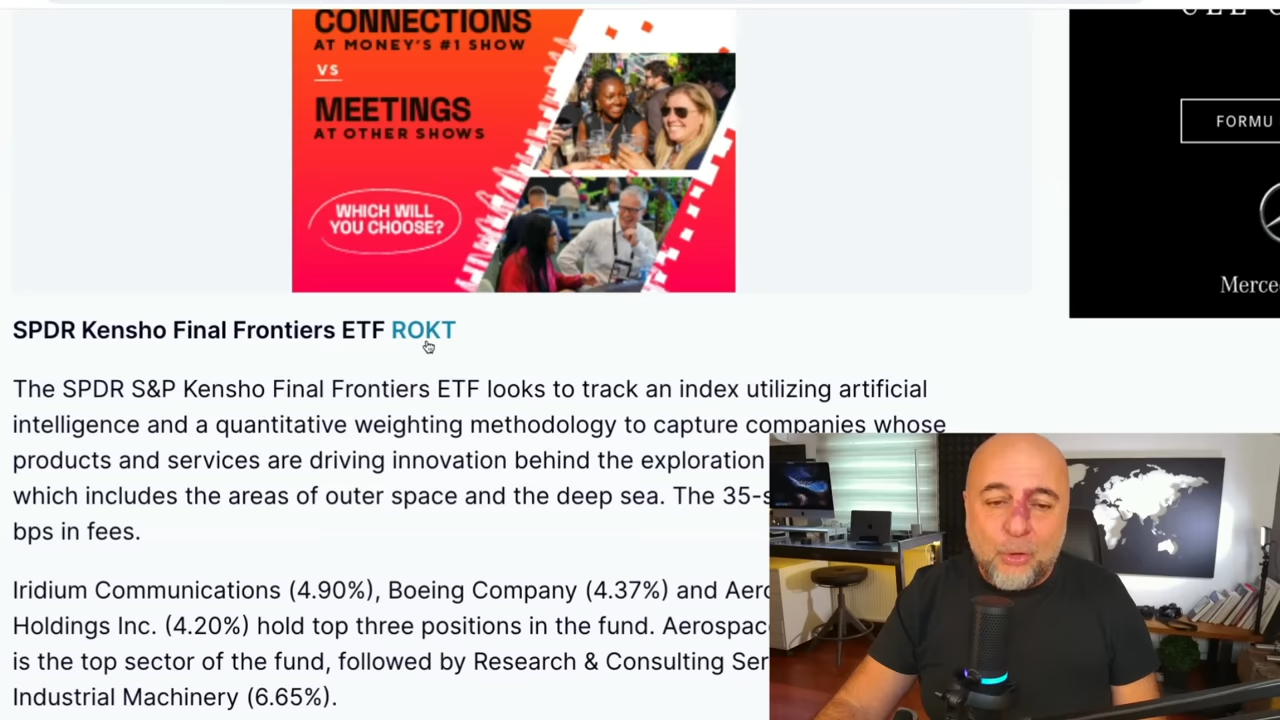 CONNECTIONS
AT MONEY'S #1 SHOW
VS
MEETINGS
AT OTHER SHOWS
WHICH WILL
YOU CHOOSE?
FORMU
Merce
SPDR Kensho Final Frontiers ETF ROKT
The SPDR S&P Kensho Final Frontiers ETF looks to track an index utilizing artificial
intelligence and a quantitative weighting methodology to capture companies whose
products and services are driving innovation behind the exploration
which includes the areas of outer space and the deep sea. The 35-s
bps in fees.
Iridium Communications (4.90%), Boeing Company (4.37%) and Aero
Holdings Inc. (4.20%) hold top three positions in the fund. Aerospac
is the top sector of the fund, followed by Research & Consulting Ser
Industrial Machinery (6.65%).